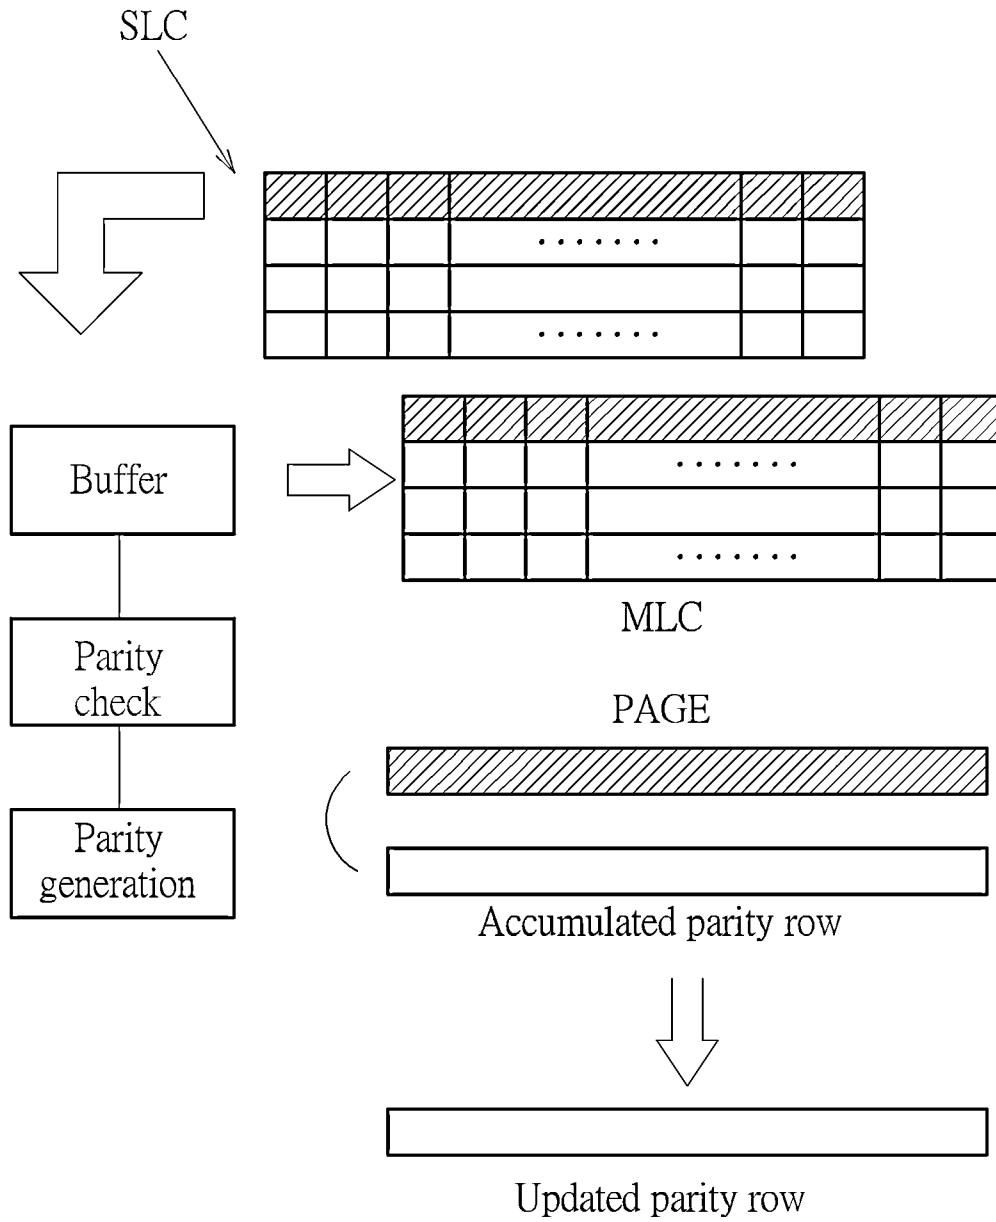 SLC
Buffer
MLC
Parity
check
PAGE
Parity
generation
Accumulated parity row
Updated parity row